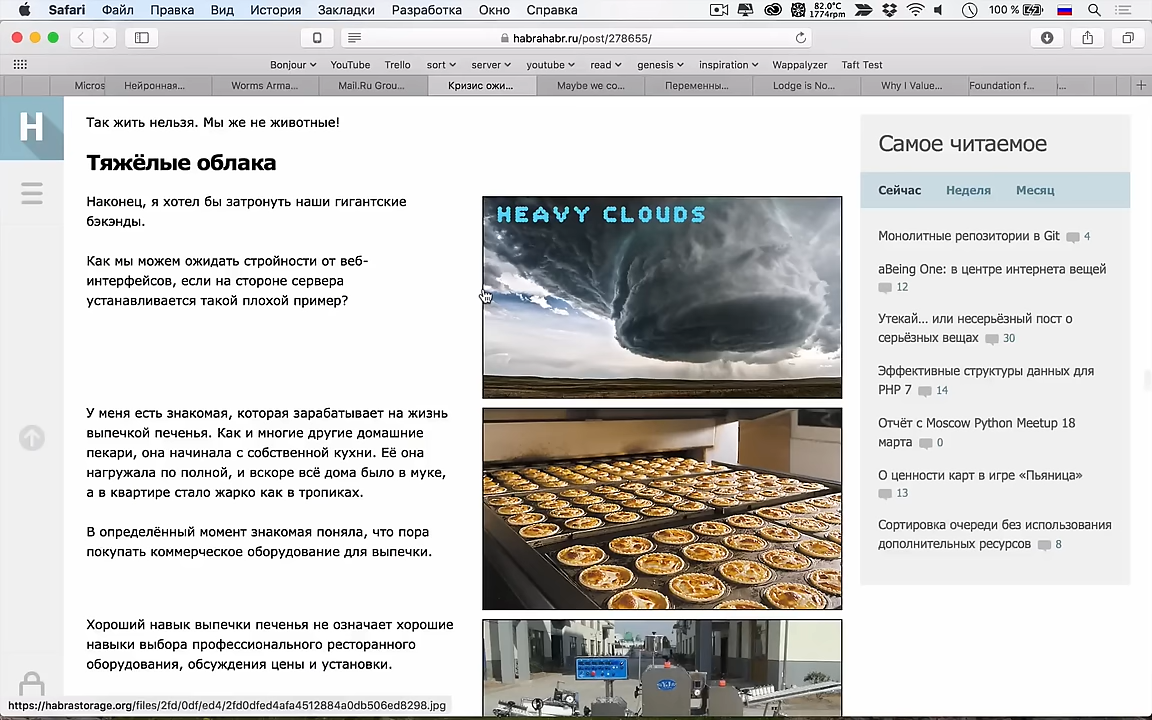 Safari Файл Правка Вид История Закладки Разработка Окно Справка
82.0°C
1774rpm
100 %
habrahabr.ru/post/278655/
Bonjour YouTube Trello sort server youtube read genesis inspiration Wappalyzer Taft Test
Micros Нейронная... Worms Arma... Mail.Ru Grou... Кризис ожи... Maybe we co... Переменны... Lodge is No... Why I Value... Foundation f...
H
Так жить нельзя. Мы же не животные!
Тяжёлые облака
Наконец, я хотел бы затронуть наши гигантские
бэкэнды.
Как мы можем ожидать стройности от веб-
интерфейсов, если на стороне сервера
устанавливается такой плохой пример?
HEAVY CLOUDS
У меня есть знакомая, которая зарабатывает на жизнь
выпечкой печенья. Как и многие другие домашние
пекари, она начинала с собственной кухни. Её она
нагружала по полной, и вскоре всё дома было в муке,
а в квартире стало жарко как в тропиках.
В определённый момент знакомая поняла, что пора
покупать коммерческое оборудование для выпечки.
Хороший навык выпечки печенья не означает хорошие
навыки выбора профессионального ресторанного
оборудования, обсуждения цены и установки.
Самое читаемое
Сейчас Неделя Месяц
Монолитные репозитории в Git 4
aBeing One: в центре интернета вещей
12
Утекай... или несерьёзный пост о
серьёзных вещах 30
Эффективные структуры данных для
PHP 7 14
Отчёт с Moscow Python Meetup 18
марта 0
О ценности карт в игре «Пьяница»
13
Сортировка очереди без использования
дополнительных ресурсов 8
https://habrastorage.org/files/2fd/0df/ed4/2fd0dfed4afa4512884a0db506ed8298.jpg